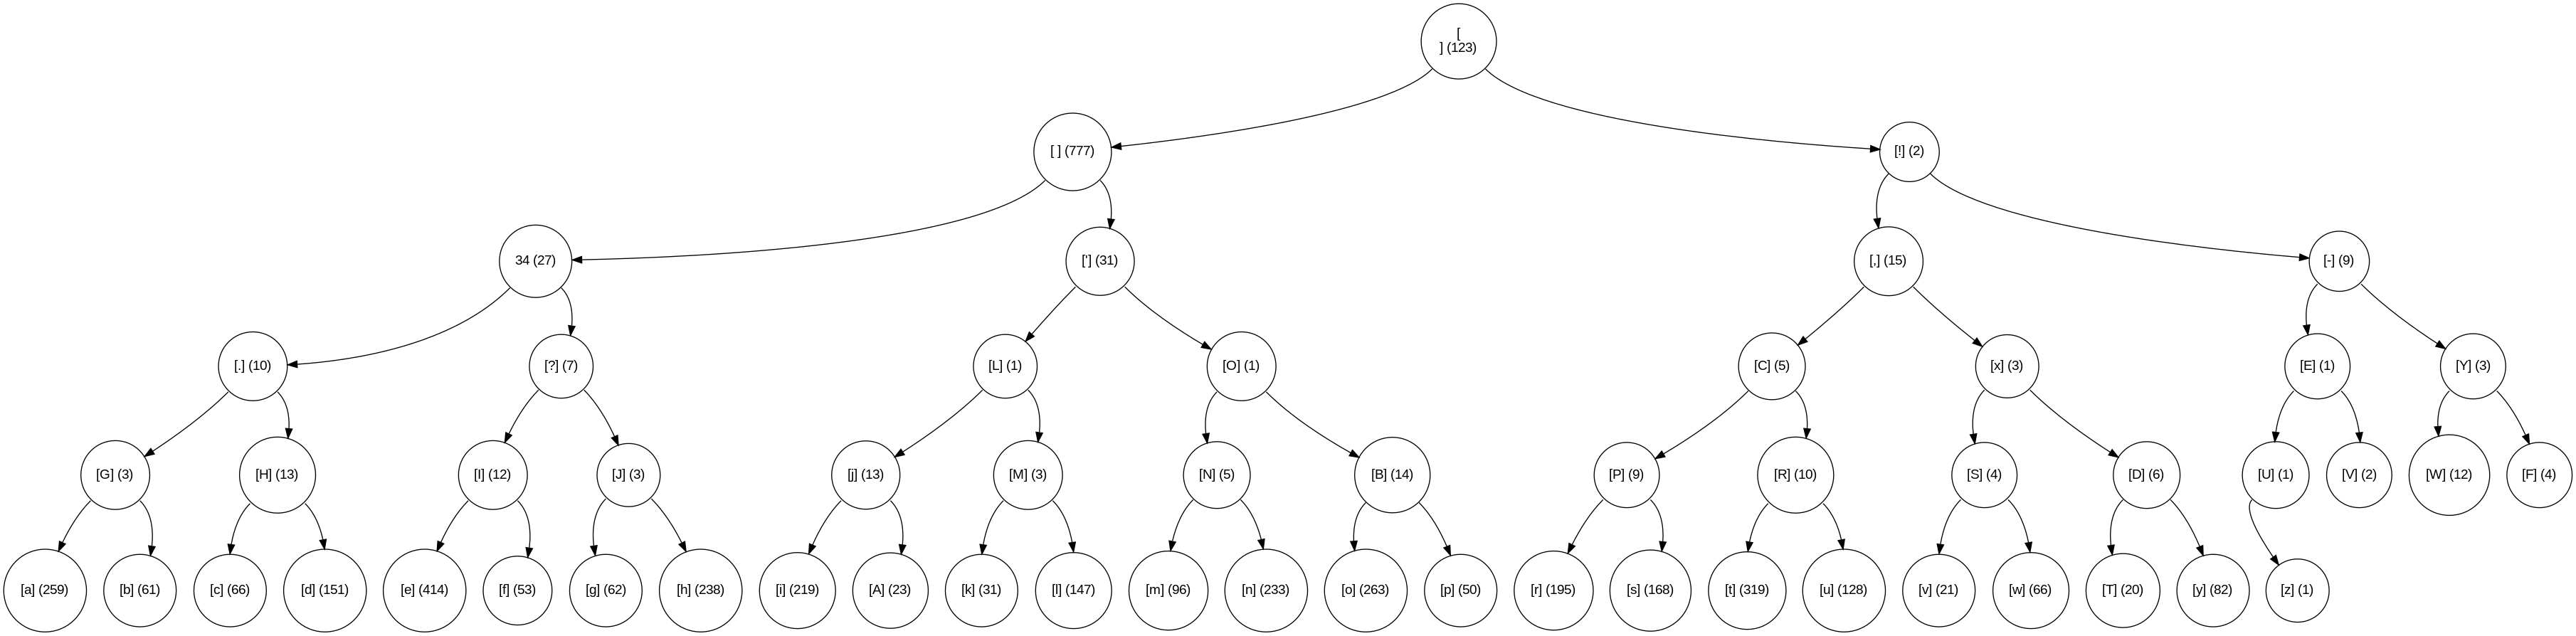 [
] (123)
[ ] (777)
[!] (2)
34 (27)
['] (31)
[,] (15)
[-] (9)
[.] (10)
[?] (7)
[L] (1)
[O] (1)
[C] (5)
[x] (3)
[E] (1)
[Y] (3)
[G] (3)
[H] (13)
[I] (12)
[J] (3)
[j] (13)
[M] (3)
[N] (5)
[B] (14)
[P] (9)
[R] (10)
[S] (4)
[D] (6)
[U] (1)
[V] (2)
[W] (12)
[F] (4)
[a] (259)
[b] (61)
[c] (66)
[d] (151)
[e] (414)
[f] (53)
[g] (62)
[h] (238)
[i] (219)
[A] (23)
[k] (31)
[l] (147)
[m] (96)
[n] (233)
[o] (263)
[p] (50)
[r] (195)
[s] (168)
[t] (319)
[u] (128)
[v] (21)
[w] (66)
[T] (20)
[y] (82)
[z] (1)